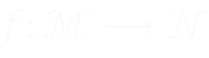 f: ℳ → 𝒩